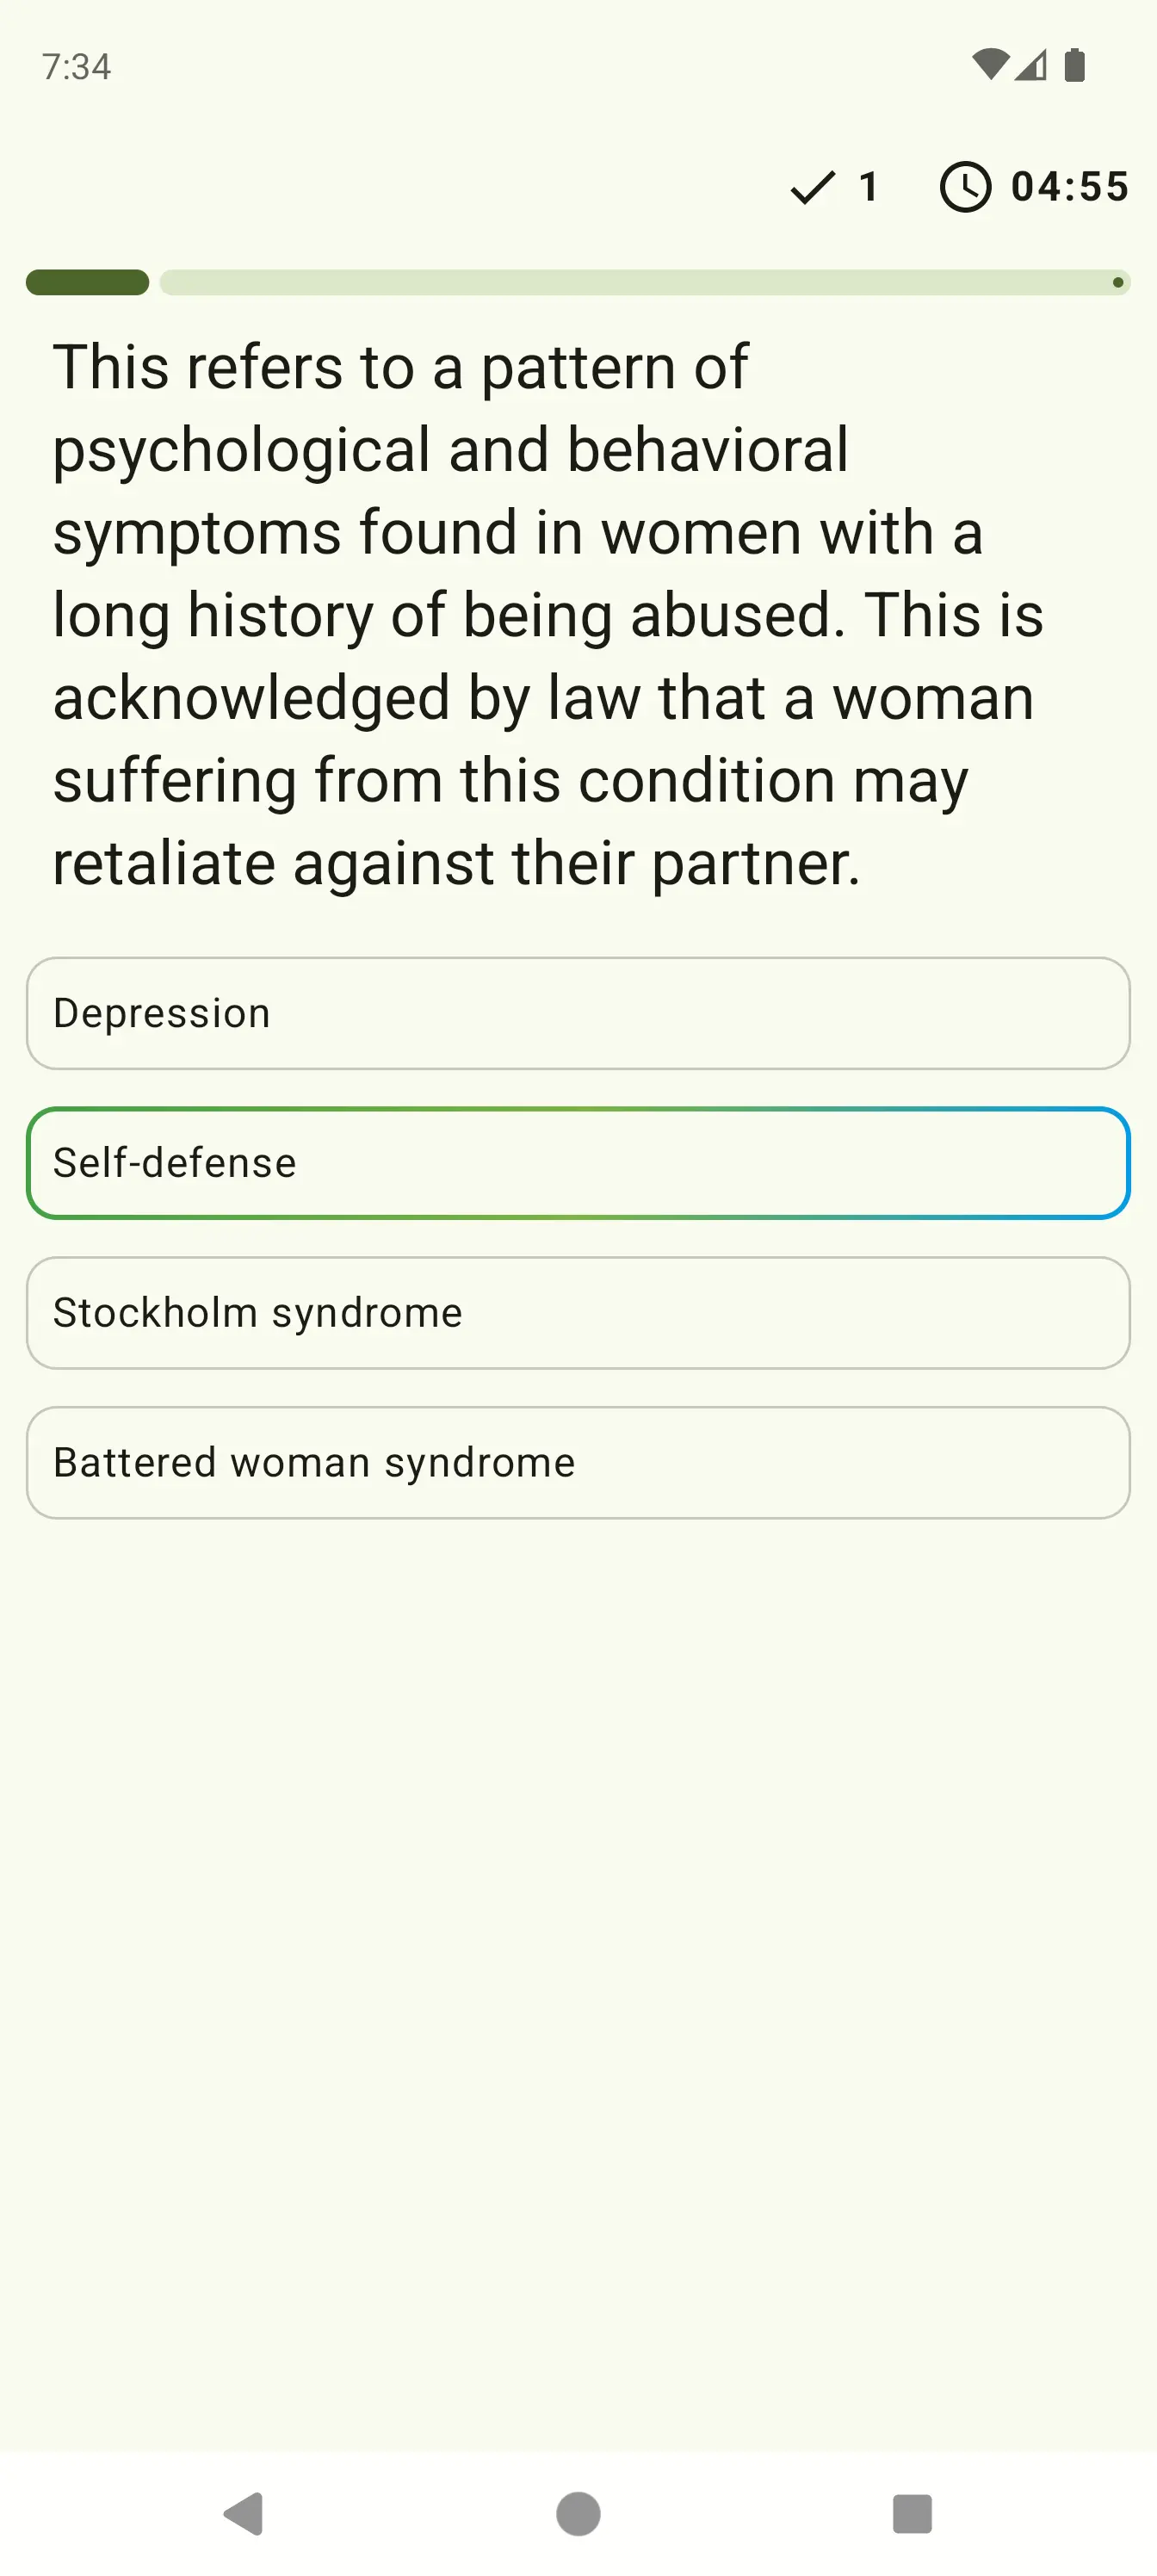 7:34
1
04:55
This refers to a pattern of
psychological and behavioral
symptoms found in women with a
long history of being abused. This is
acknowledged by law that a woman
suffering from this condition may
retaliate against their partner.
Depression
Self-defense
Stockholm syndrome
Battered woman syndrome